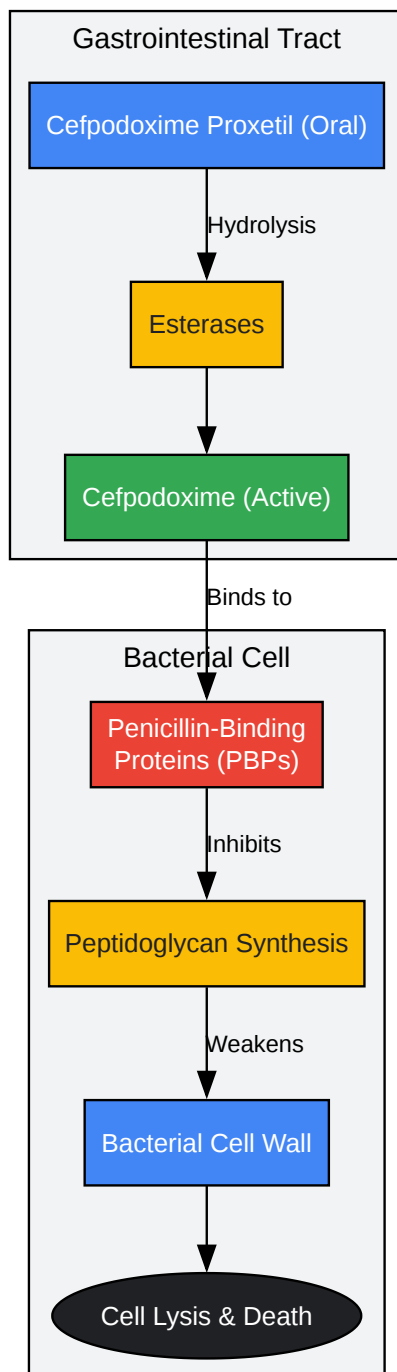 Gastrointestinal Tract
Cefpodoxime Proxetil (Oral)
Hydrolysis
Esterases
Cefpodoxime (Active)
Binds to
Bacterial Cell
Penicillin-Binding
Proteins (PBPs)
Inhibits
Peptidoglycan Synthesis
Weakens
Bacterial Cell Wall
Cell Lysis & Death